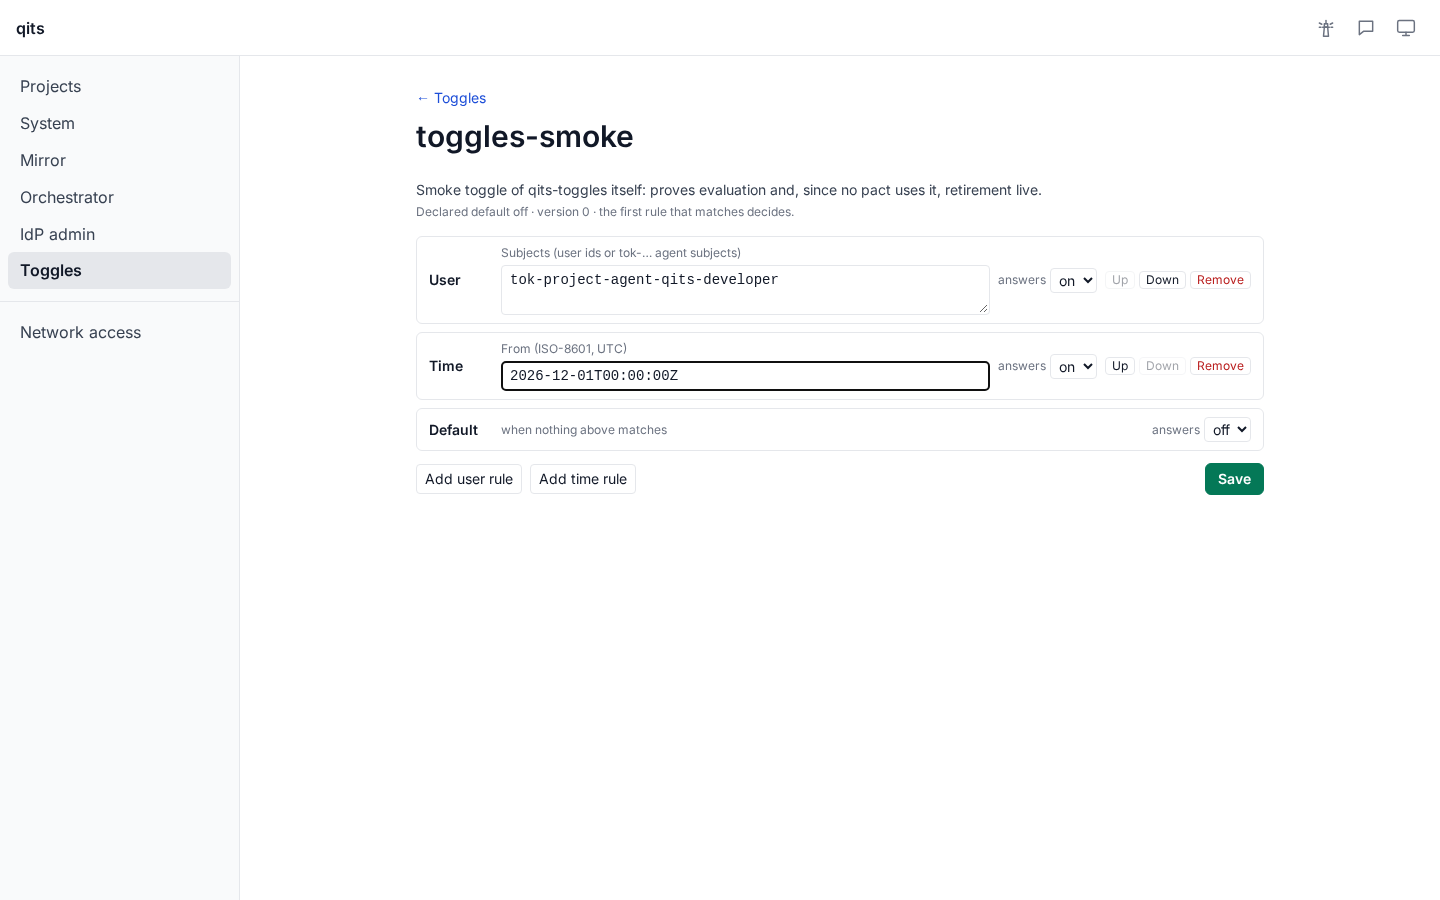 qits
Projects
System
Mirror
Orchestrator
IdP admin
Toggles
Network access
← Toggles
toggles-smoke
Smoke toggle of qits-toggles itself: proves evaluation and, since no pact uses it, retirement live.
Declared default off · version 0 · the first rule that matches decides.
Subjects (user ids or tok-... agent subjects)
User tok-project-agent-qits-developer answers on Up Down Remove
From (ISO-8601, UTC)
Time 2026-12-01T00:00:00Z answers on Up Down Remove
Default when nothing above matches answers off
Add user rule Add time rule Save